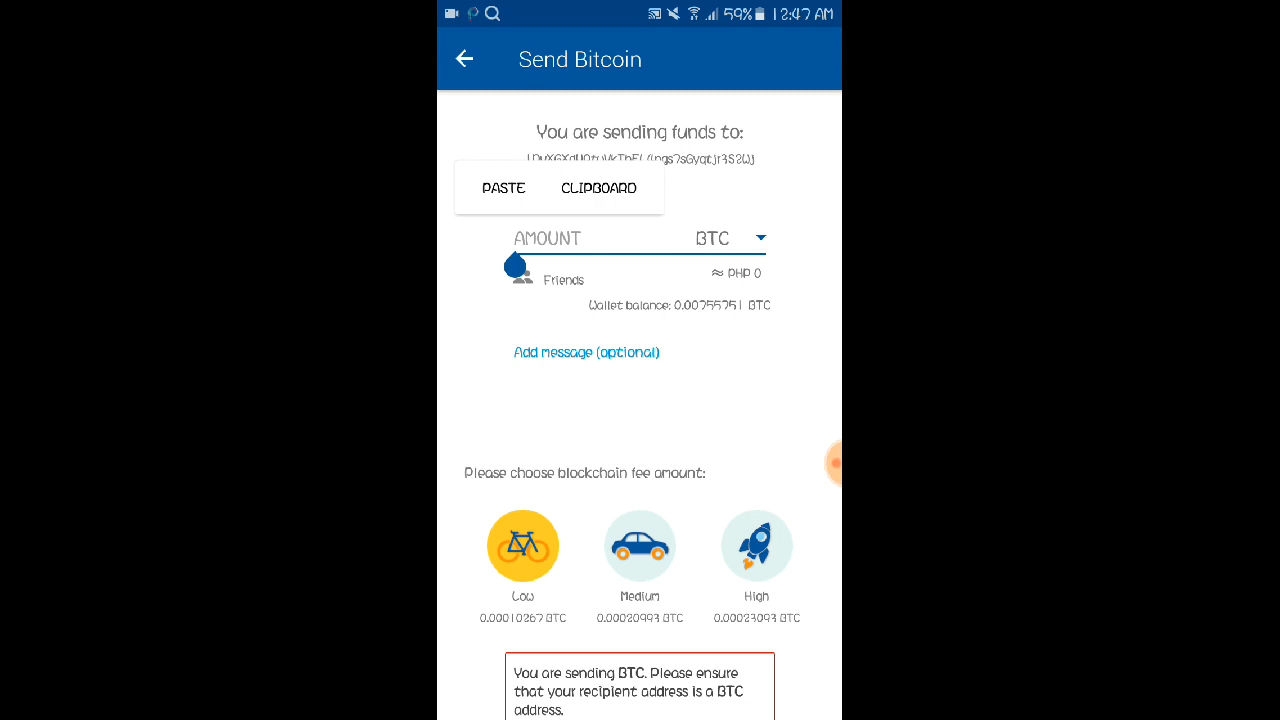 59% 12:47 AM
Send Bitcoin
You are sending funds to:
PASTE CLIPBOARD
AMOUNT BTC
Friends ≈ PHP 0
Wallet balance: 0.00755751 BTC
Add message (optional)
Please choose blockchain fee amount:
Low Medium High
0.00010267 BTC 0.00020993 BTC 0.00023093 BTC
You are sending BTC. Please ensure
that your recipient address is a BTC
address.